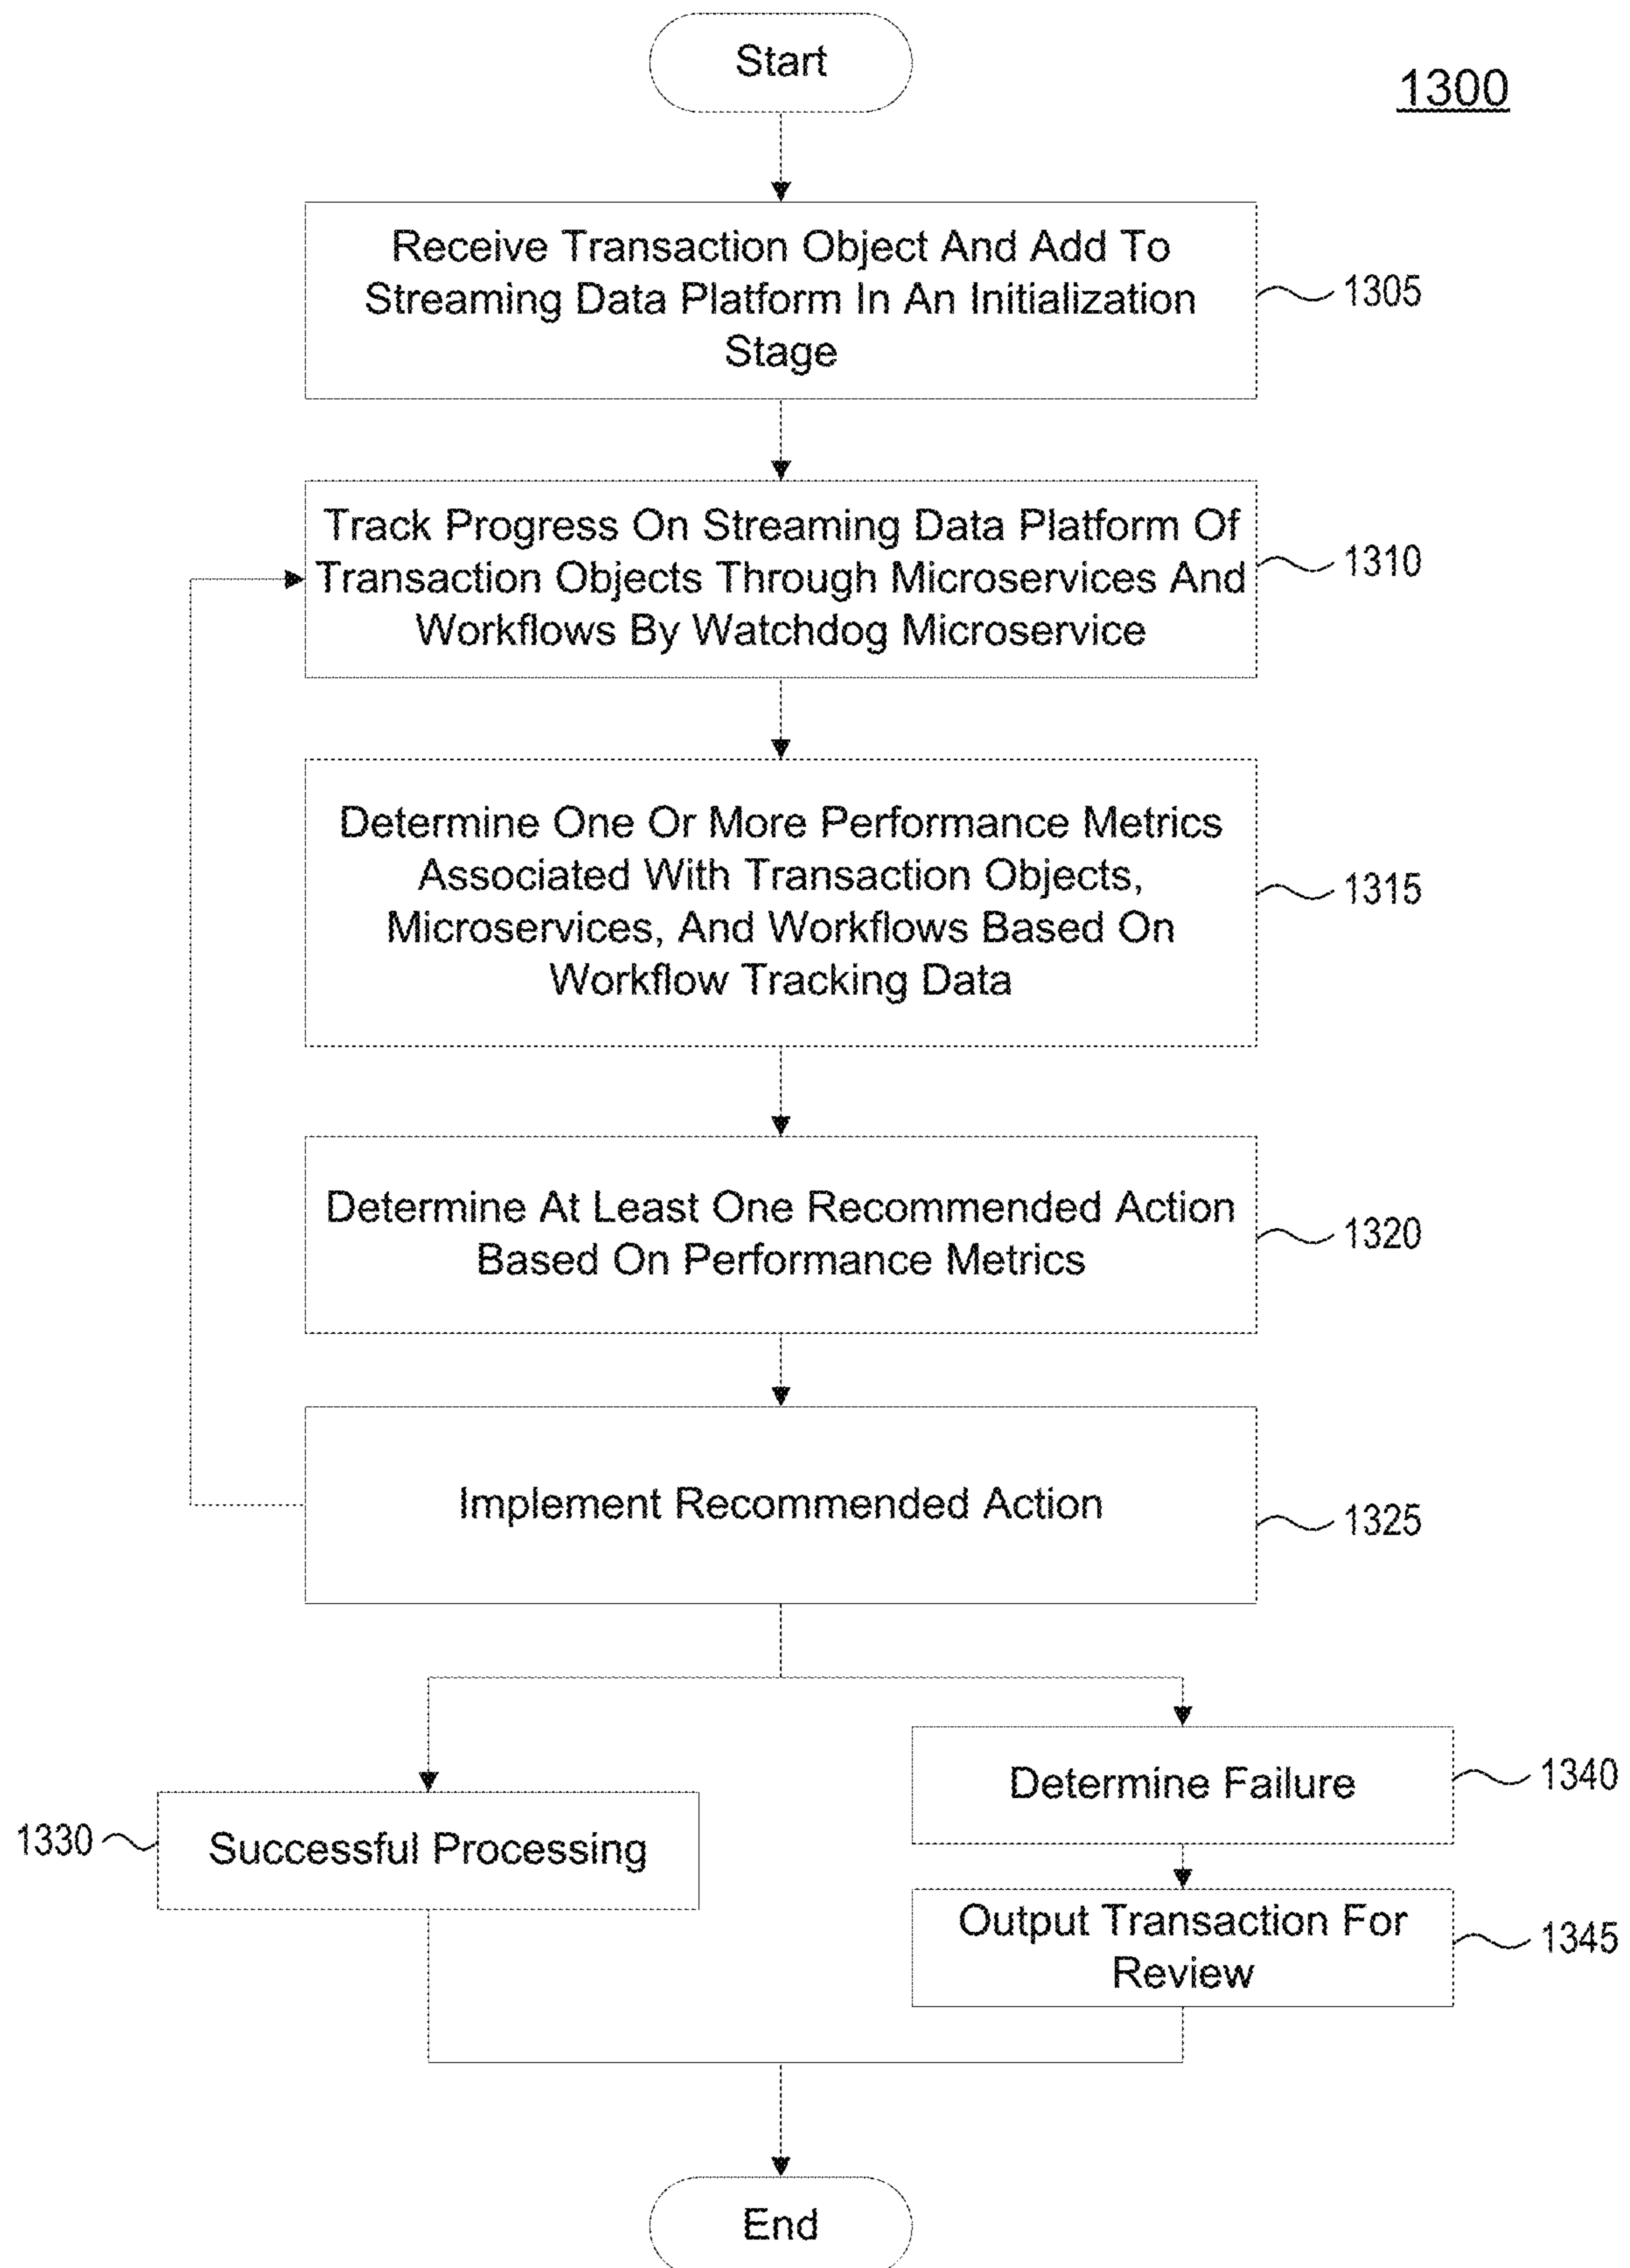 Start
1300
Receive Transaction Object And Add To
Streaming Data Platform In An Initialization
Stage
1305
Track Progress On Streaming Data Platform Of
Transaction Objects Through Microservices And
Workflows By Watchdog Microservice
1310
Determine One Or More Performance Metrics
Associated With Transaction Objects,
Microservices, And Workflows Based On
Workflow Tracking Data
1315
Determine At Least One Recommended Action
Based On Performance Metrics
1320
Implement Recommended Action
1325
Determine Failure
1340
1330
Successful Processing
Output Transaction For
Review
1345
End